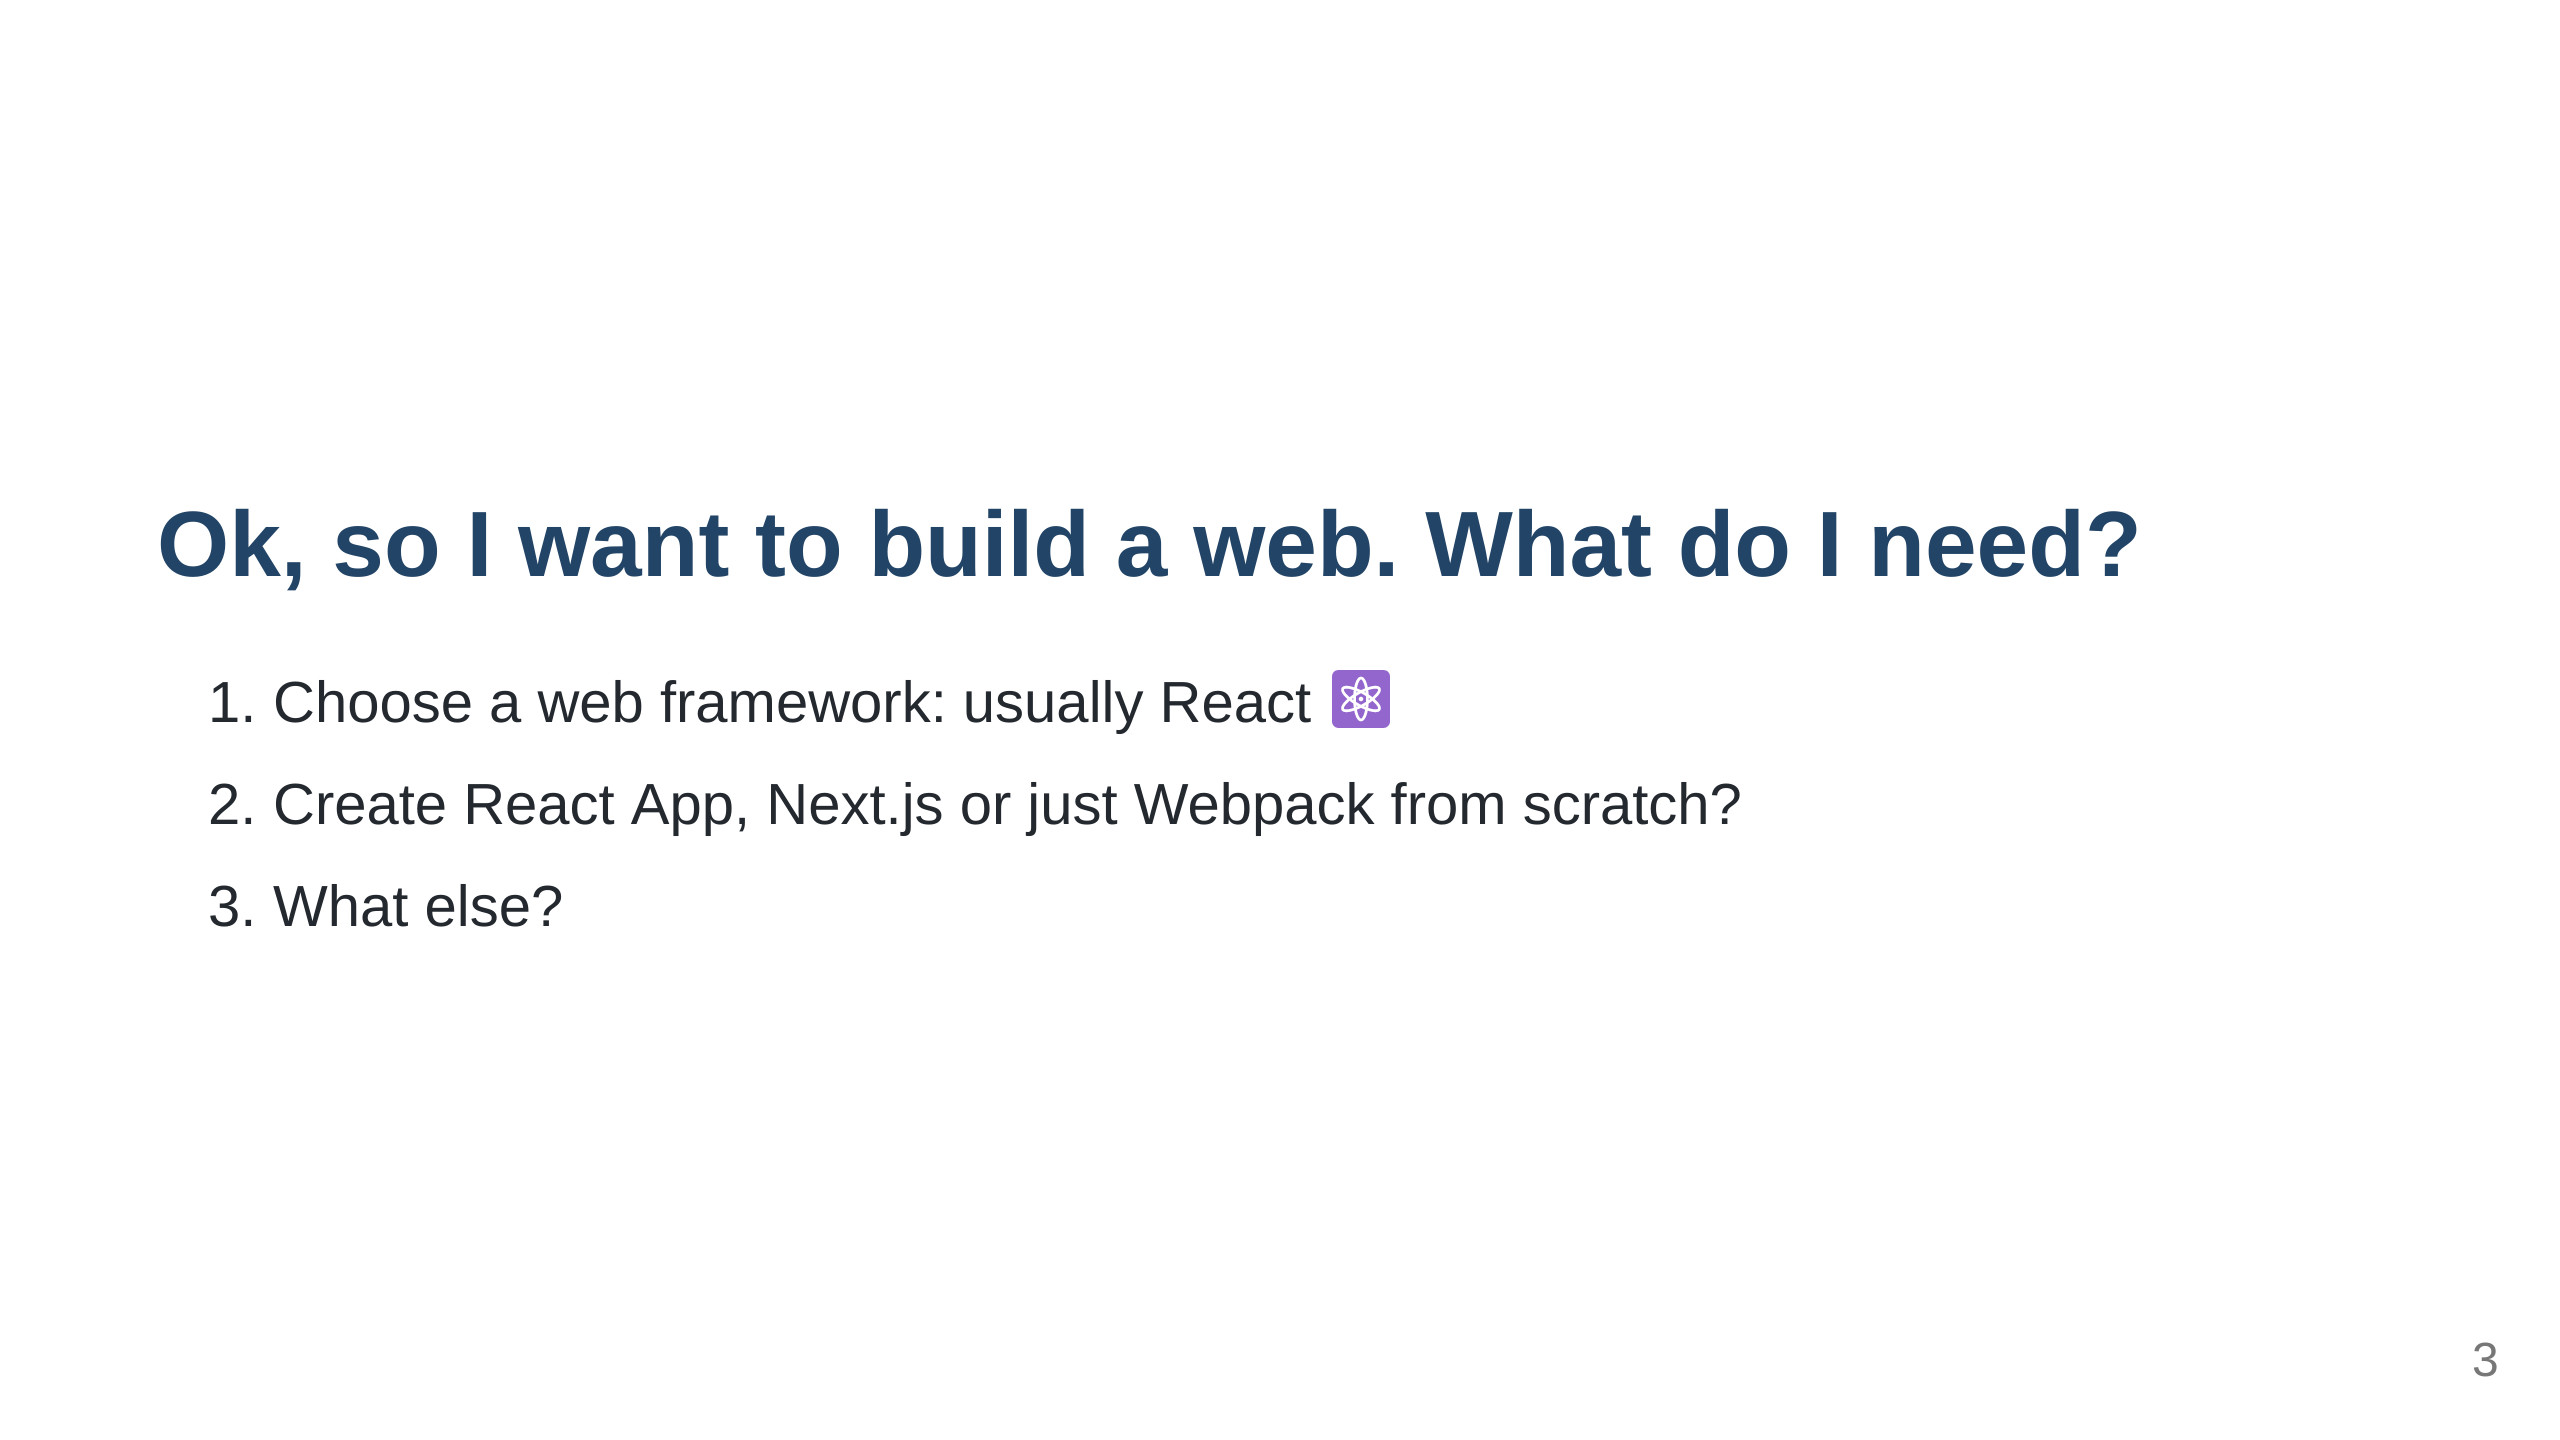 Ok, so I want to build a web. What do I need?
1. Choose a web framework: usually React ⚛️
2. Create React App, Next.js or just Webpack from scratch?
3. What else?
3